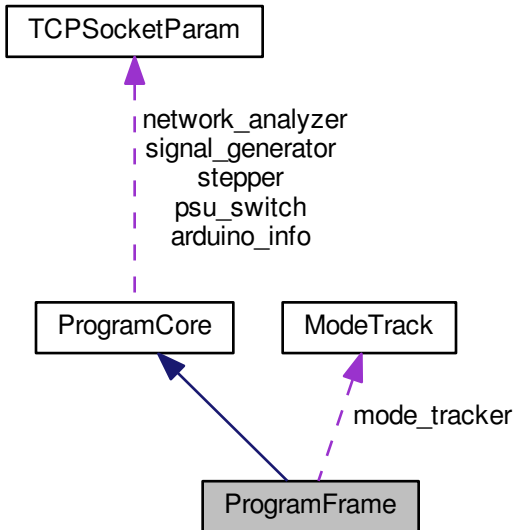 TCPSocketParam
network_analyzer
signal_generator
stepper
psu_switch
arduino_info
ProgramCore
ModeTrack
mode_tracker
ProgramFrame